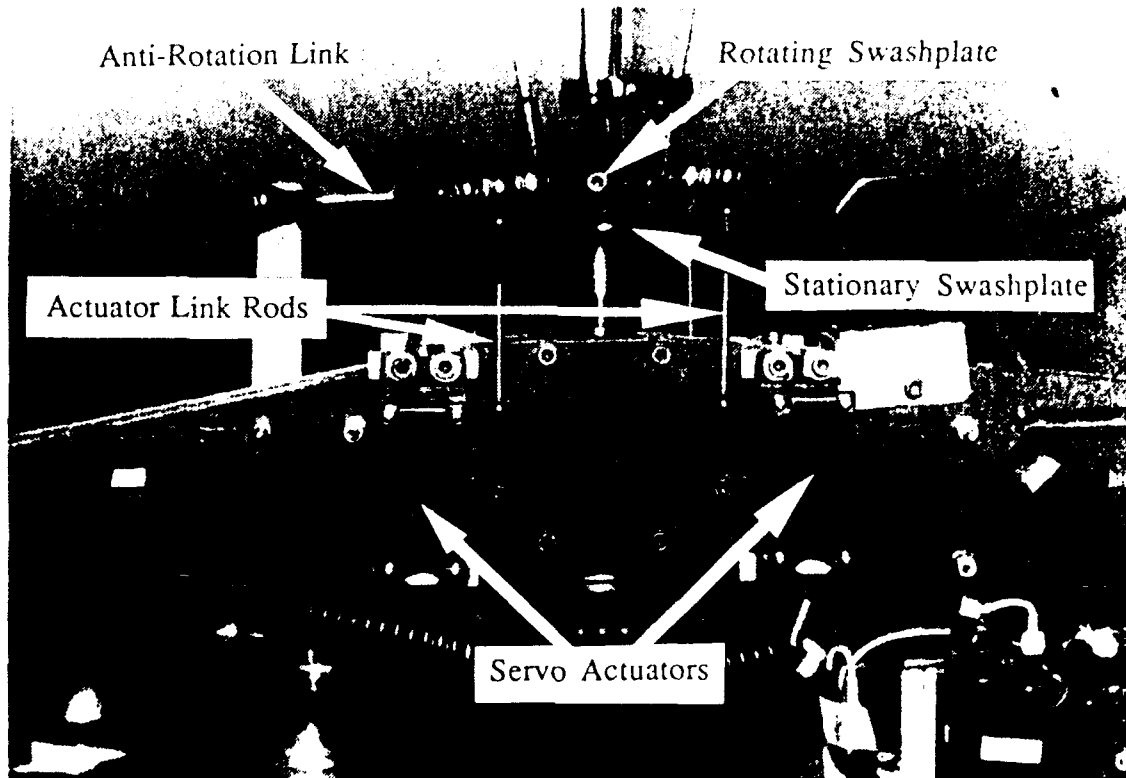 Anti-Rotation Link
Rotating Swashplate
Stationary Swashplate
Actuator Link Rods
Servo Actuators